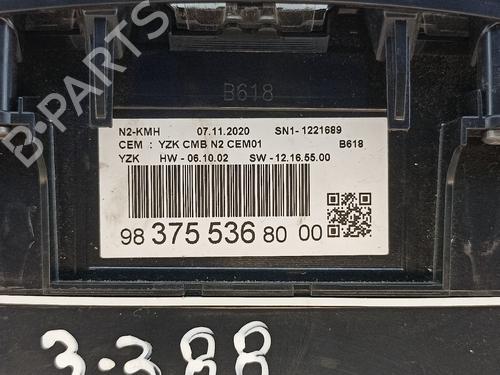 B618
N2-KMH 07.11.2020 SN1-1221689
CEM : YZK CMB N2 CEM01 B618
YZK HW - 06.10.02 SW - 12.16.55.00
98 375 536 80 00
3-388
B-PARTS